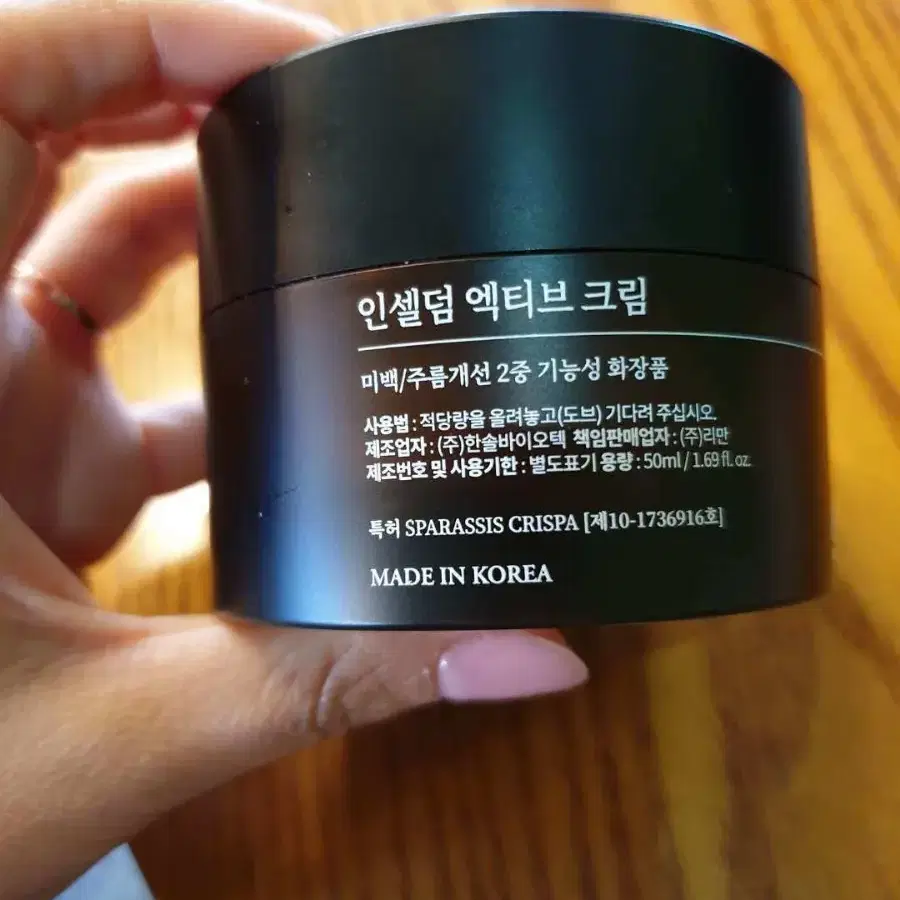 인셀덤 엑티브 크림
미백/주름개선 2중 기능성 화장품
사용법 : 적당량을 올려놓고(도브) 기다려 주십시오.
제조업자 : (주)한솔바이오텍 책임판매업자 : (주)리만
제조번호 및 사용기한 : 별도표기 용량 : 50ml / 1.69 fl. oz.
특허 SPARASSIS CRISPA [제10-1736916호]
MADE IN KOREA